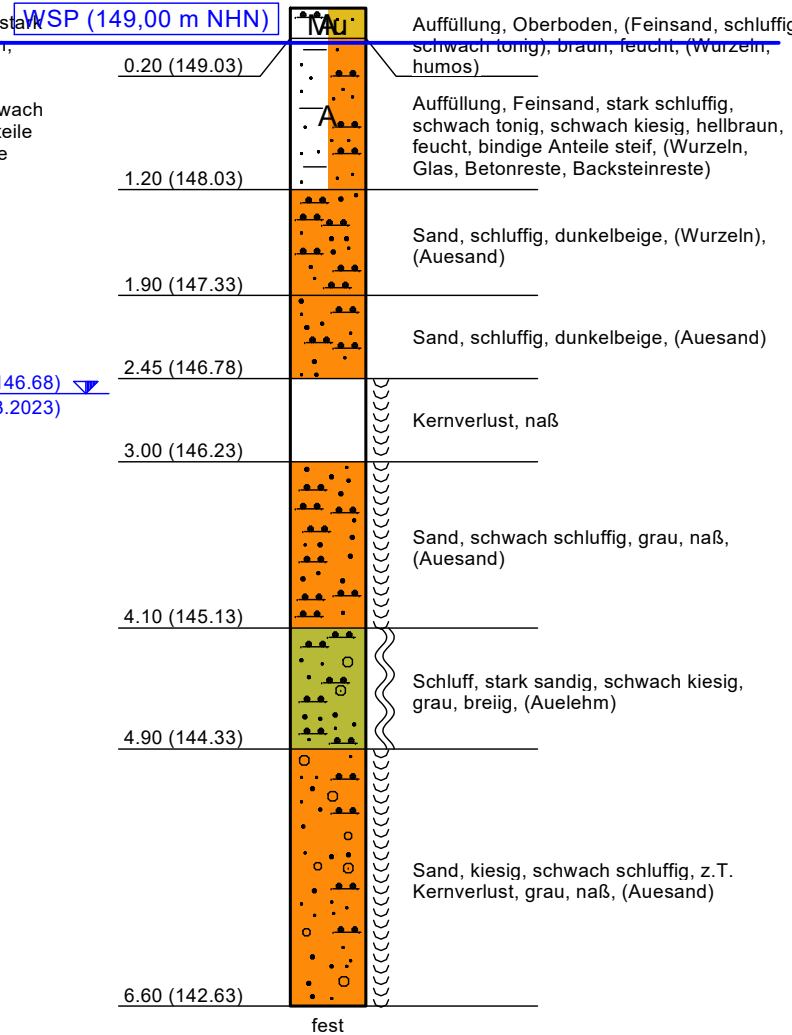 stark
WSP (149,00 m NHN)
Mu
Auffüllung, Oberboden, (Feinsand, schluffig
schwach tonig), braun, feucht, (Wurzeln,
humos)
0.20 (149.03)
wach
teile
e
A
Auffüllung, Feinsand, stark schluffig,
schwach tonig, schwach kiesig, hellbraun,
feucht, bindige Anteile steif, (Wurzeln,
Glas, Betonreste, Backsteinreste)
1.20 (148.03)
Sand, schluffig, dunkelbeige, (Wurzeln),
(Auesand)
1.90 (147.33)
Sand, schluffig, dunkelbeige, (Auesand)
2.45 (146.78)
146.68)
3.2023)
Kernverlust, naß
3.00 (146.23)
Sand, schwach schluffig, grau, naß,
(Auesand)
4.10 (145.13)
Schluff, stark sandig, schwach kiesig,
grau, breiig, (Auelehm)
4.90 (144.33)
Sand, kiesig, schwach schluffig, z.T.
Kernverlust, grau, naß, (Auesand)
6.60 (142.63)
fest